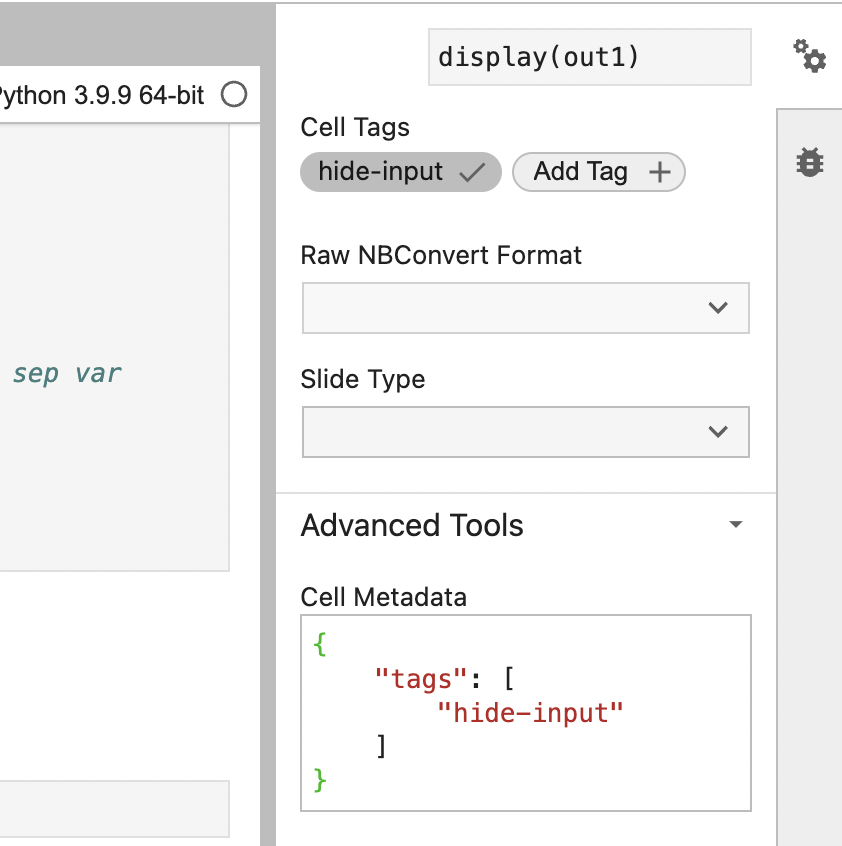 display(out1)
ython 3.9.9 64-bit
Cell Tags
hide-input
Add Tag +
Raw NBConvert Format
Slide Type
sep var
Advanced Tools
Cell Metadata
{
    "tags": [
        "hide-input"
    ]
}